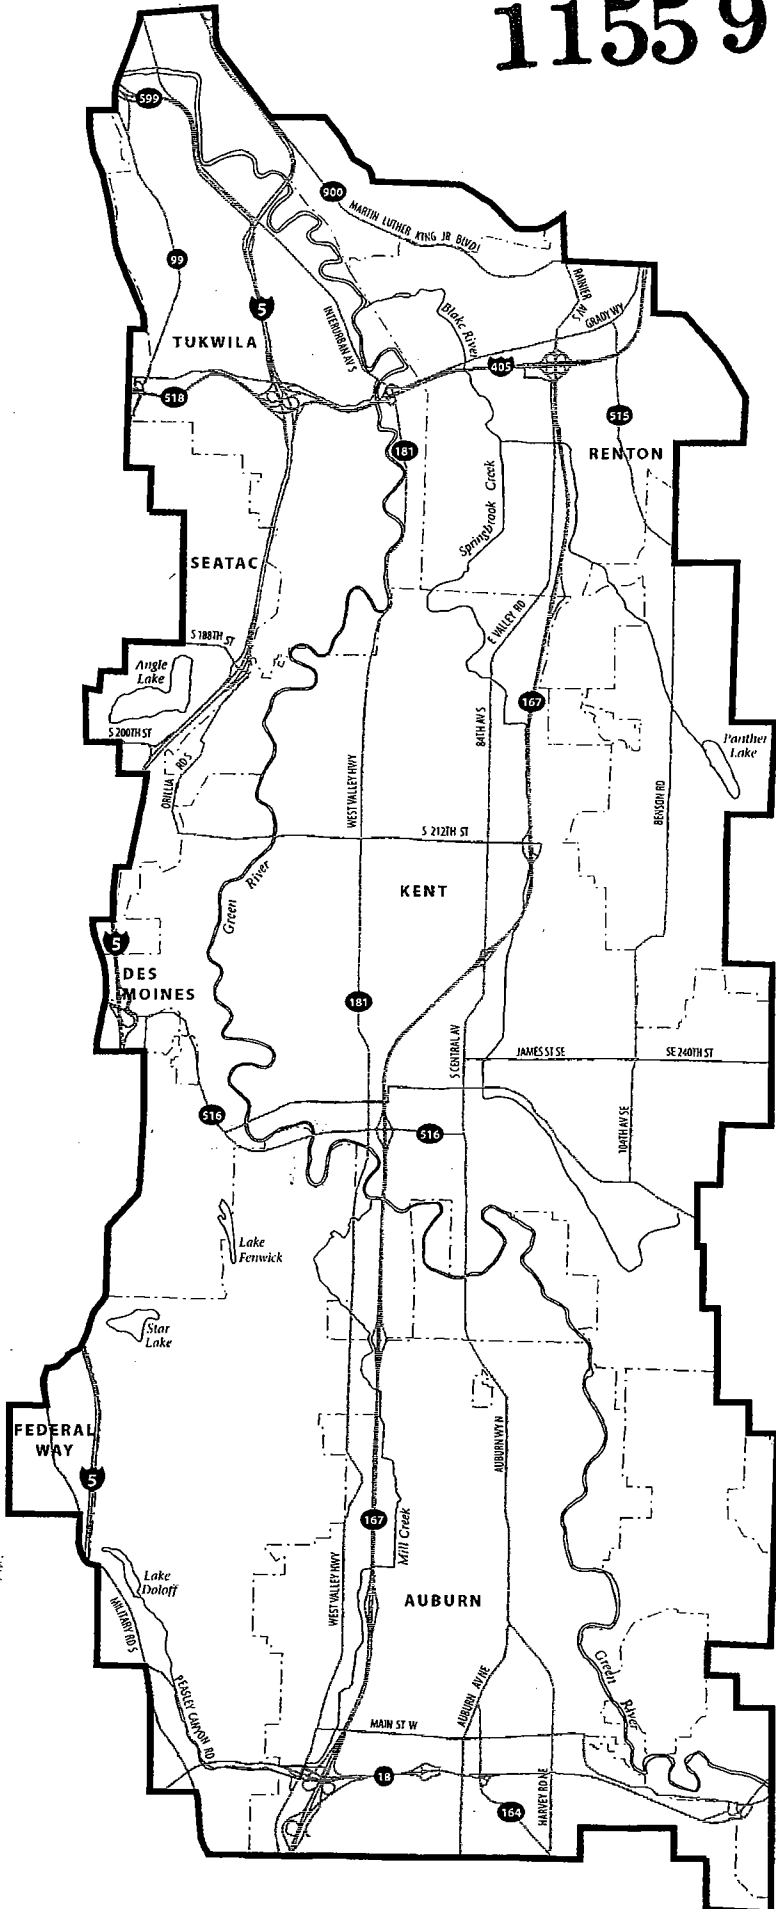 11559
599
900
MARTIN LUTHER KING JR BLVD
99
5
RAINIER
AV S
GRADY WY
Black River
INTERURBAN AV S
TUKWILA
405
518
515
181
RENTON
Springbrook Creek
SEATAC
E VALLEY RD
S 188TH ST
Angle
Lake
167
84TH AV S
S 200TH ST
Panther
Lake
ORILLIA RD S
WEST VALLEY HWY
BENSON RD
S 212TH ST
Green River
KENT
5
DES
MOINES
181
S CENTRAL AV
JAMES ST SE
SE 240TH ST
516
516
104TH AV SE
Lake
Fenwick
Star
Lake
FEDERAL
WAY
5
AUBURN WY N
167
Mill Creek
Lake
Doloff
WEST VALLEY HWY
AUBURN
MILITARY RD S
Green River
PEASLEY CANYON RD
AUBURN AV NE
MAIN ST W
18
164
HARVEY RD NE